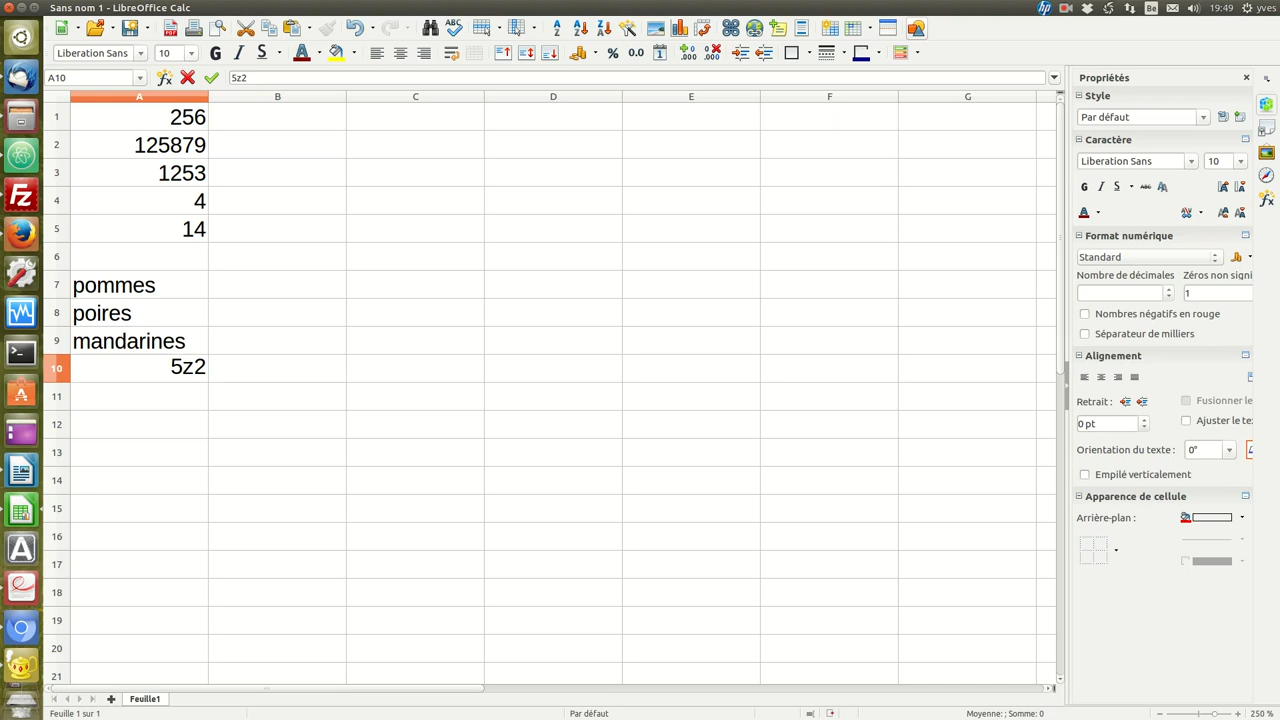 Sans nom 1 - LibreOffice Calc
Be
19:49
yves
Liberation Sans
10
G
I
S
%
0.0
A10
5z2
A B C D E F G
1 256
2 125879
3 1253
4 4
5 14
6
7 pommes
8 poires
9 mandarines
10 5z2
11
12
13
14
15
16
17
18
19
20
21
Feuille1
Feuille 1 sur 1
Par défaut
Moyenne: ; Somme: 0
250 %
Propriétés
Style
Par défaut
Caractère
Liberation Sans
10
G I S ABC
Format numérique
Standard
Nombre de décimales
Zéros non signi
1
Nombres négatifs en rouge
Séparateur de milliers
Alignement
Retrait :
Fusionner le
0 pt
Ajuster le te
Orientation du texte :
0°
Empilé verticalement
Apparence de cellule
Arrière-plan :